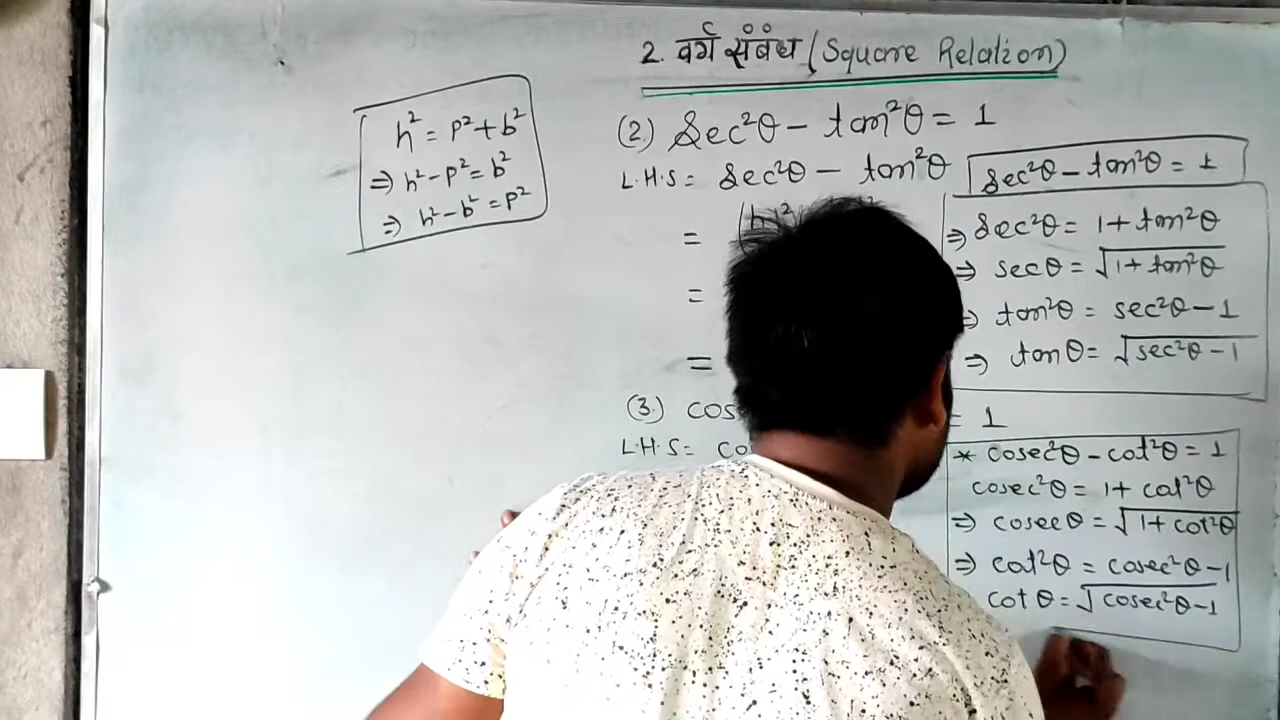 2. वर्ग संबंध (Square Relation)
h² = p² + b²
⇒ h² - p² = b²
⇒ h² - b² = p²
(2.) Sec²θ - tan²θ = 1
L.H.S = Sec²θ - tan²θ
=
=
=
Sec²θ - tan²θ = 1
⇒ Sec²θ = 1 + tan²θ
⇒ secθ = √1 + tan²θ
⇒ tan²θ = sec²θ - 1
⇒ tanθ = √sec²θ - 1
(3.) cos = 1
L.H.S = co
* cosec²θ - cot²θ = 1
cosec²θ = 1 + cot²θ
⇒ cosecθ = √1 + cot²θ
⇒ cot²θ = cosec²θ - 1
cotθ = √cosec²θ - 1